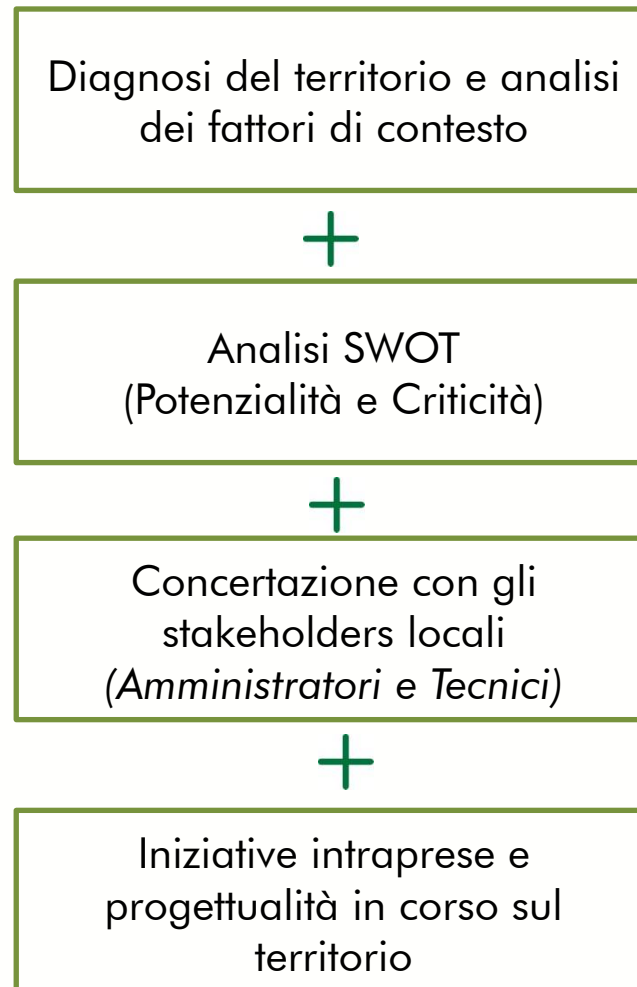 Diagnosi del territorio e analisi
dei fattori di contesto
+
Analisi SWOT
(Potenzialità e Criticità)
+
Concertazione con gli
stakeholders locali
(Amministratori e Tecnici)
+
Iniziative intraprese e
progettualità in corso sul
territorio